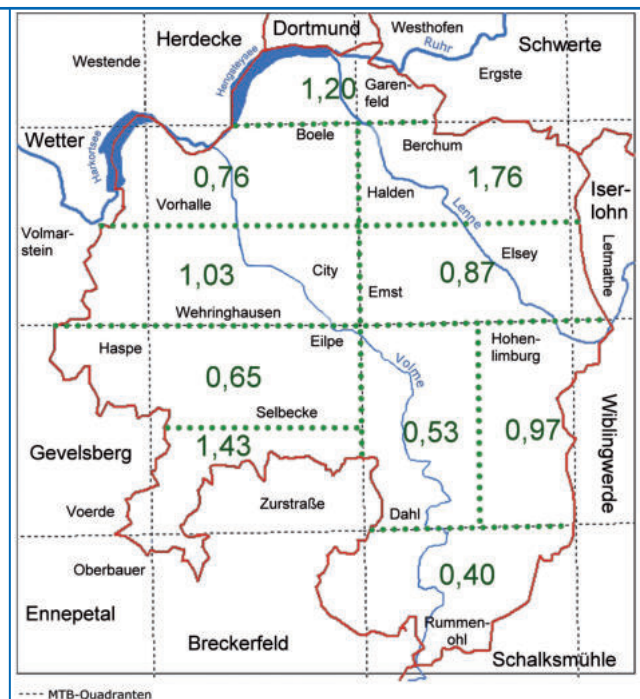 Dortmund
Herdecke
Westhofen
Ruhr
Schwerte
Westende
Hengsteysee
Ergste
1,20
Garen-
feld
Boele
Wetter
Harkortsee
Berchum
0,76
1,76
Iser-
lohn
Halden
Vorhalle
Lenne
Volmar-
stein
Letmathe
1,03
City
Elsey
0,87
Emst
Wehringhausen
Eilpe
Hohen-
limburg
Haspe
Volme
0,65
Selbecke
0,53
0,97
Wiblingwerde
Gevelsberg
1,43
Zurstraße
Voerde
Dahl
Oberbauer
0,40
Ennepetal
Rummen-
ohl
Breckerfeld
Schalksmühle
---- MTB-Quadranten